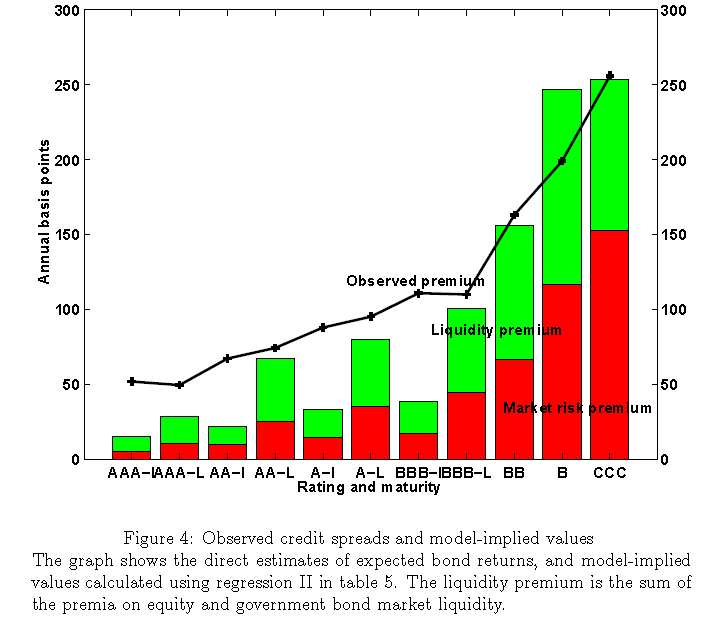 300
300
250
250
200
200
150
150
100
100
50
50
0
0
Annual basis points
Observed premium
Liquidity premium
Market risk premium
AAA-I AAA-L AA-I AA-L A-I A-L BBB-I BBB-L BB B CCC
Rating and maturity
Figure 4: Observed credit spreads and model-implied values
The graph shows the direct estimates of expected bond returns, and model-implied
values calculated using regression II in table 5. The liquidity premium is the sum of
the premia on equity and government bond market liquidity.